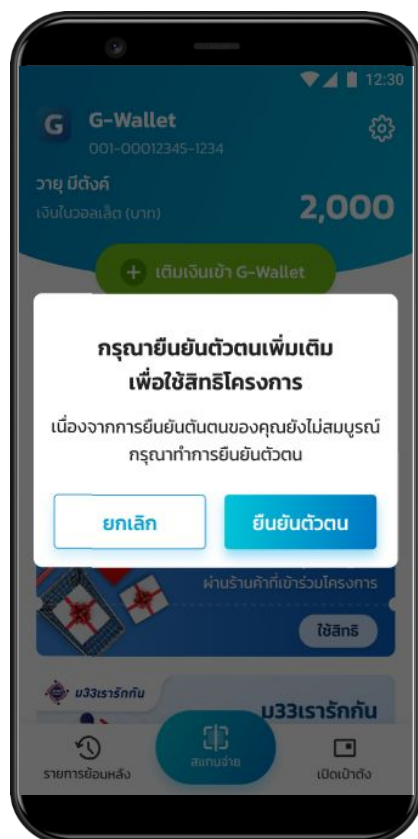 12:30
G
G-Wallet
001-00012345-1234
วายุ มีตังค์
เงินในวอลเล็ต (บาท)
2,000
+ เติมเงินเข้า G-Wallet
กรุณายืนยันตัวตนเพิ่มเติม
เพื่อใช้สิทธิโครงการ
เนื่องจากการยืนยันตันตนของคุณยังไม่สมบูรณ์
กรุณาทำการยืนยันตัวตน
ยกเลิก
ยืนยันตัวตน
ผ่านร้านค้าที่เข้าร่วมโครงการ
ใช้สิทธิ
ม33เรารักกัน
ม33เรารักกัน
รายการย้อนหลัง
สแกนจ่าย
เปิดเป๋าตัง